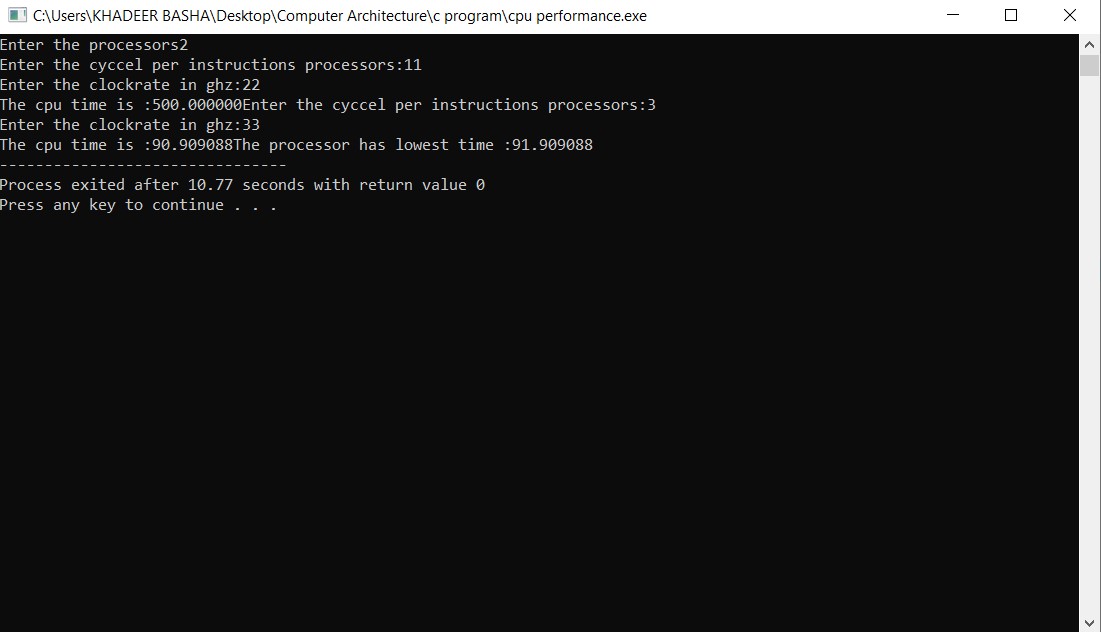 C:\Users\KHADEER BASHA\Desktop\Computer Architecture\c program\cpu performance.exe
Enter the processors2
Enter the cyccel per instructions processors:11
Enter the clockrate in ghz:22
The cpu time is :500.000000Enter the cyccel per instructions processors:3
Enter the clockrate in ghz:33
The cpu time is :90.909088The processor has lowest time :91.909088
--------------------------------
Process exited after 10.77 seconds with return value 0
Press any key to continue . . .